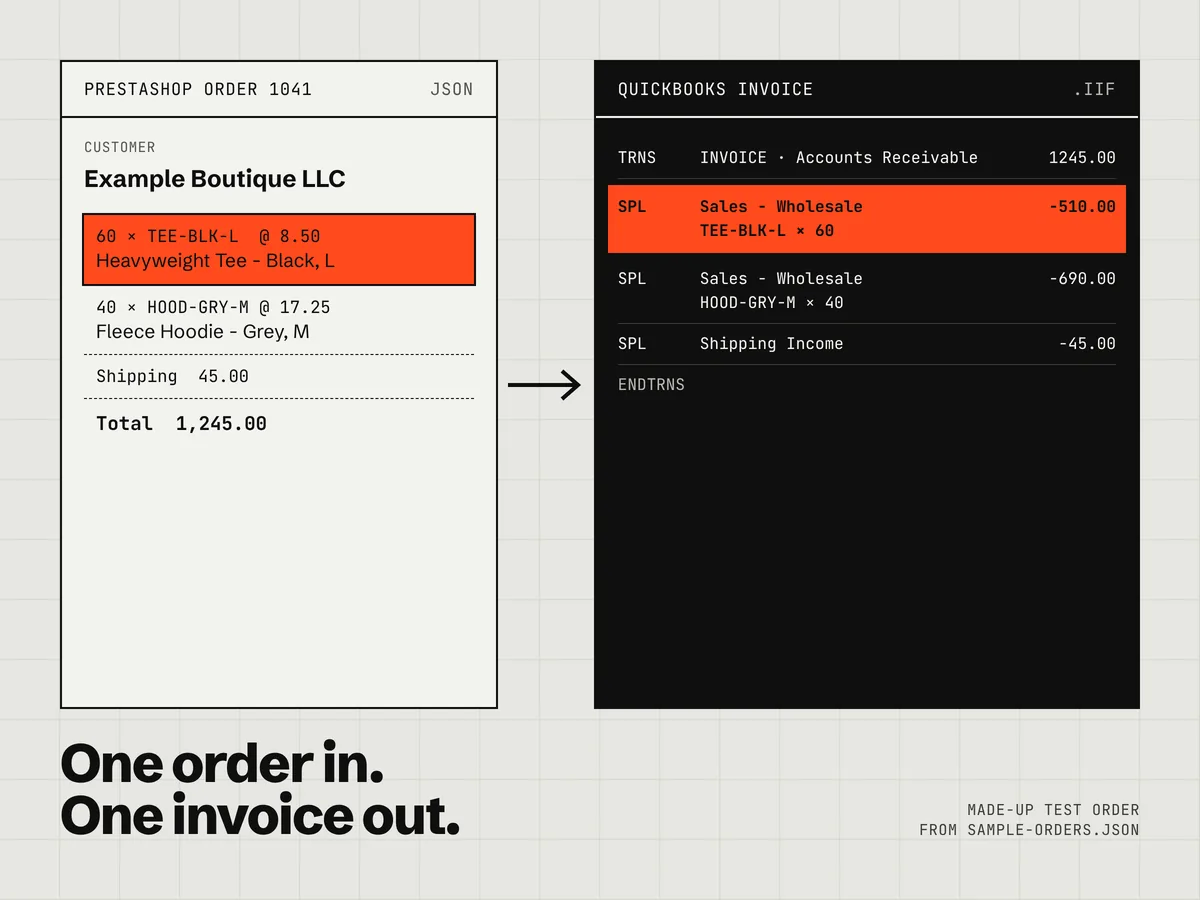 PRESTASHOP ORDER 1041 JSON
CUSTOMER
Example Boutique LLC
60 × TEE-BLK-L @ 8.50
Heavyweight Tee - Black, L
40 × HOOD-GRY-M @ 17.25
Fleece Hoodie - Grey, M
Shipping 45.00
Total 1,245.00
QUICKBOOKS INVOICE .IIF
TRNS INVOICE · Accounts Receivable 1245.00
SPL Sales - Wholesale -510.00
TEE-BLK-L × 60
SPL Sales - Wholesale -690.00
HOOD-GRY-M × 40
SPL Shipping Income -45.00
ENDTRNS
One order in.
One invoice out.
MADE-UP TEST ORDER
FROM SAMPLE-ORDERS.JSON